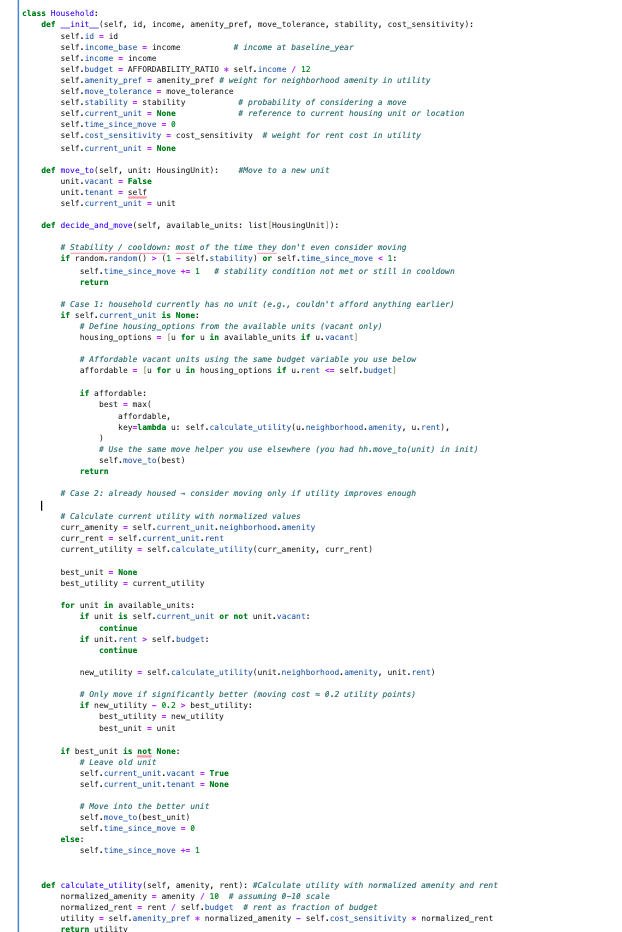 class Household:
    def __init__(self, id, income, amenity_pref, move_tolerance, stability, cost_sensitivity):
        self.id = id
        self.income_base = income           # income at baseline_year
        self.income = income
        self.budget = AFFORDABILITY_RATIO * self.income / 12
        self.amenity_pref = amenity_pref # weight for neighborhood amenity in utility
        self.move_tolerance = move_tolerance
        self.stability = stability           # probability of considering a move
        self.current_unit = None             # reference to current housing unit or location
        self.time_since_move = 0
        self.cost_sensitivity = cost_sensitivity  # weight for rent cost in utility
        self.current_unit = None

    def move_to(self, unit: HousingUnit):    #Move to a new unit
        unit.vacant = False
        unit.tenant = self
        self.current_unit = unit

    def decide_and_move(self, available_units: list[HousingUnit]):

        # Stability / cooldown: most of the time they don't even consider moving
        if random.random() > (1 - self.stability) or self.time_since_move < 1:
            self.time_since_move += 1   # stability condition not met or still in cooldown
            return

        # Case 1: household currently has no unit (e.g., couldn't afford anything earlier)
        if self.current_unit is None:
            # Define housing_options from the available units (vacant only)
            housing_options = [u for u in available_units if u.vacant]

            # Affordable vacant units using the same budget variable you use below
            affordable = [u for u in housing_options if u.rent <= self.budget]

            if affordable:
                best = max(
                    affordable,
                    key=lambda u: self.calculate_utility(u.neighborhood.amenity, u.rent),
                )
                # Use the same move helper you use elsewhere (you had hh.move_to(unit) in init)
                self.move_to(best)
            return

        # Case 2: already housed → consider moving only if utility improves enough

        # Calculate current utility with normalized values
        curr_amenity = self.current_unit.neighborhood.amenity
        curr_rent = self.current_unit.rent
        current_utility = self.calculate_utility(curr_amenity, curr_rent)

        best_unit = None
        best_utility = current_utility

        for unit in available_units:
            if unit is self.current_unit or not unit.vacant:
                continue
            if unit.rent > self.budget:
                continue

            new_utility = self.calculate_utility(unit.neighborhood.amenity, unit.rent)

            # Only move if significantly better (moving cost ≈ 0.2 utility points)
            if new_utility - 0.2 > best_utility:
                best_utility = new_utility
                best_unit = unit

        if best_unit is not None:
            # Leave old unit
            self.current_unit.vacant = True
            self.current_unit.tenant = None

            # Move into the better unit
            self.move_to(best_unit)
            self.time_since_move = 0
        else:
            self.time_since_move += 1


    def calculate_utility(self, amenity, rent): #Calculate utility with normalized amenity and rent
        normalized_amenity = amenity / 10  # assuming 0-10 scale
        normalized_rent = rent / self.budget  # rent as fraction of budget
        utility = self.amenity_pref * normalized_amenity - self.cost_sensitivity * normalized_rent
        return utility